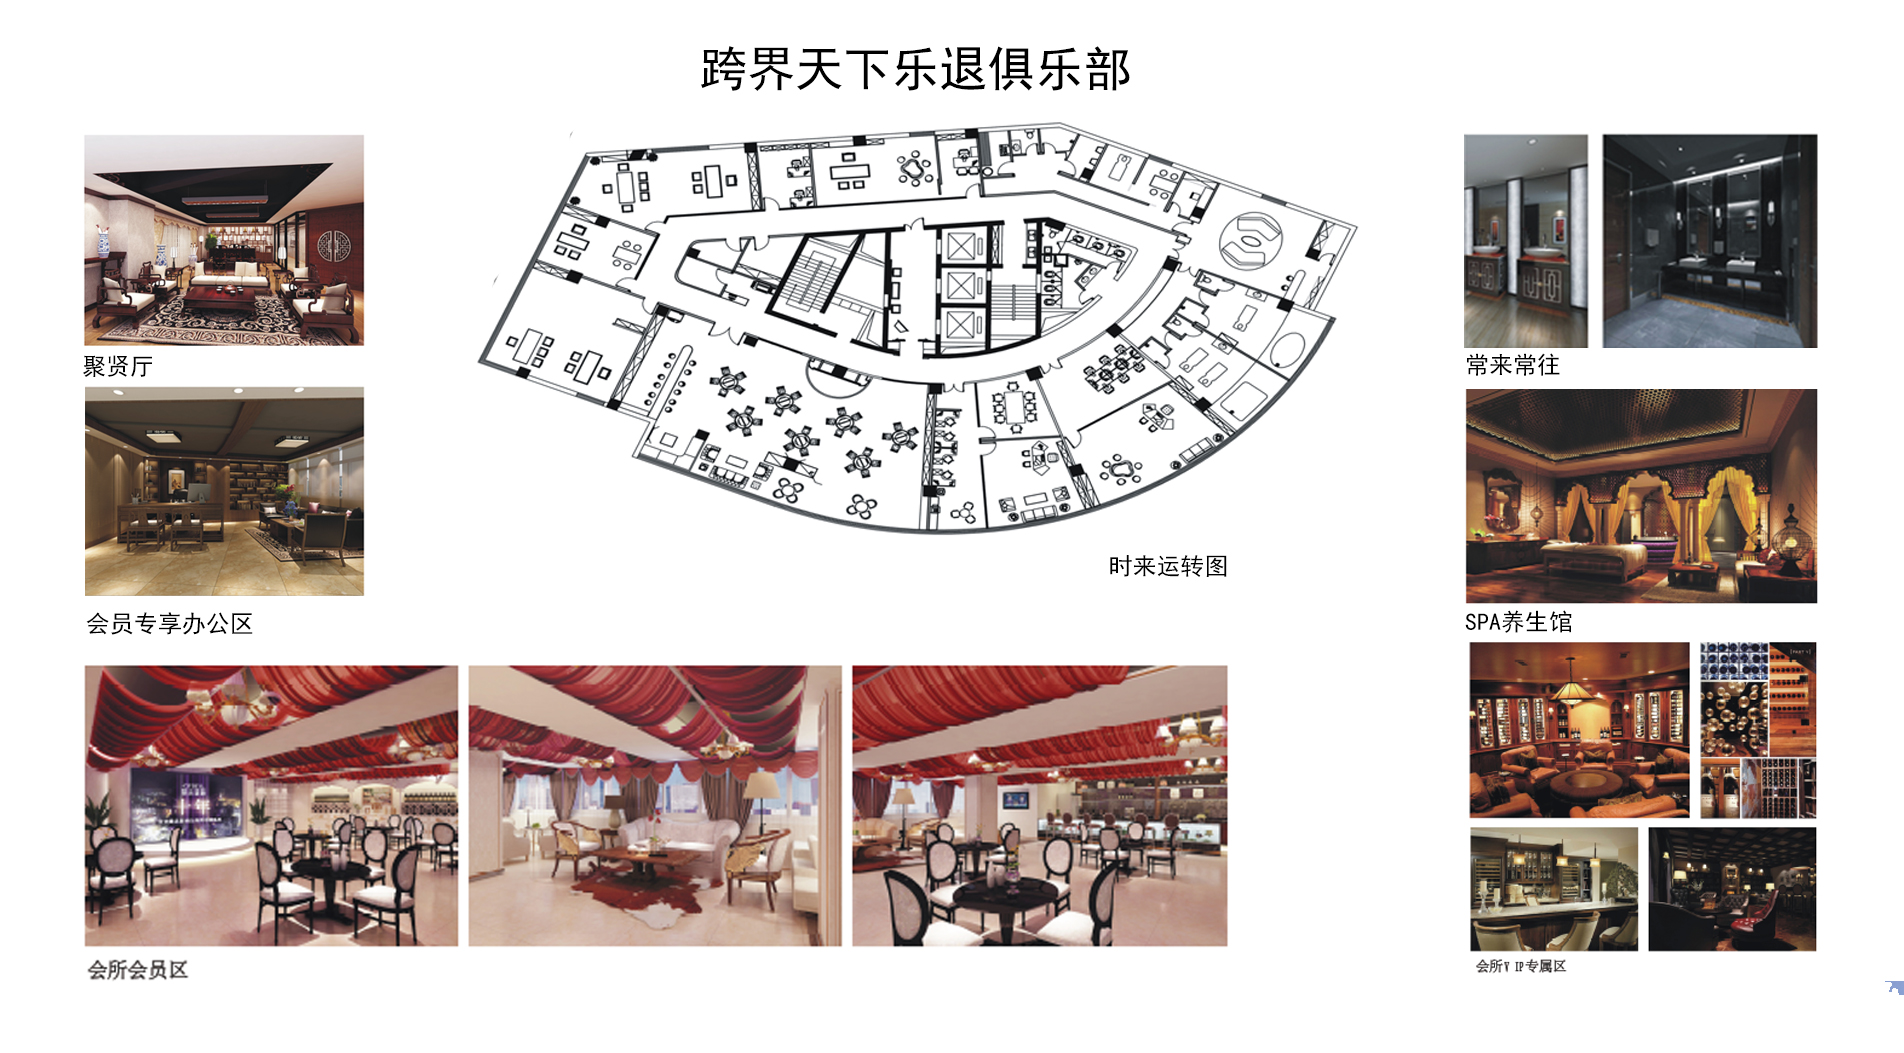 跨界天下乐退俱乐部
聚贤厅
会员专享办公区
时来运转图
常来常往
SPA养生馆
会所会员区
会所V IP专属区